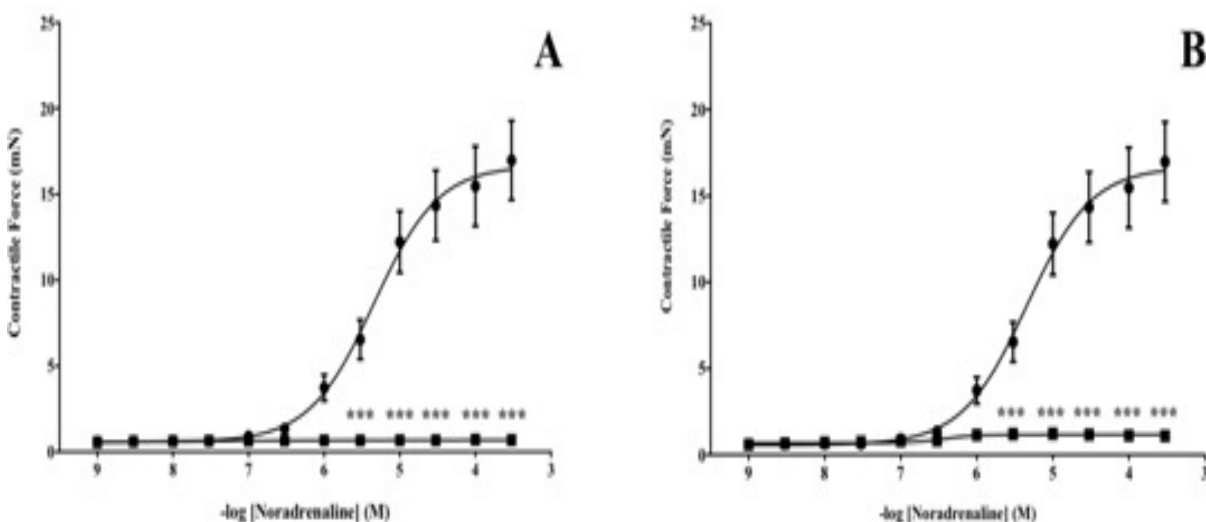 A
25
20
15
10
5
0
Contractile Force (mN)
*** *** *** *** ***
9 8 7 6 5 4 3
-log [Noradrenaline] (M)
B
25
20
15
10
5
0
Contractile Force (mN)
*** *** *** *** ***
9 8 7 6 5 4 3
-log [Noradrenaline] (M)